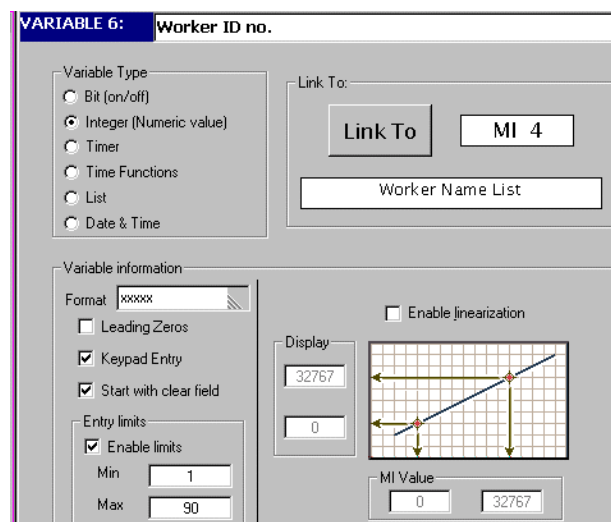 VARIABLE 6: Worker ID no.
Variable Type
Bit (on/off)
Integer (Numeric value)
Timer
Time Functions
List
Date & Time
Link To:
Link To MI 4
Worker Name List
Variable information
Format xxxxx
Leading Zeros
Keypad Entry
Start with clear field
Entry limits
Enable limits
Min 1
Max 90
Enable linearization
Display
32767
0
MI Value
0 32767